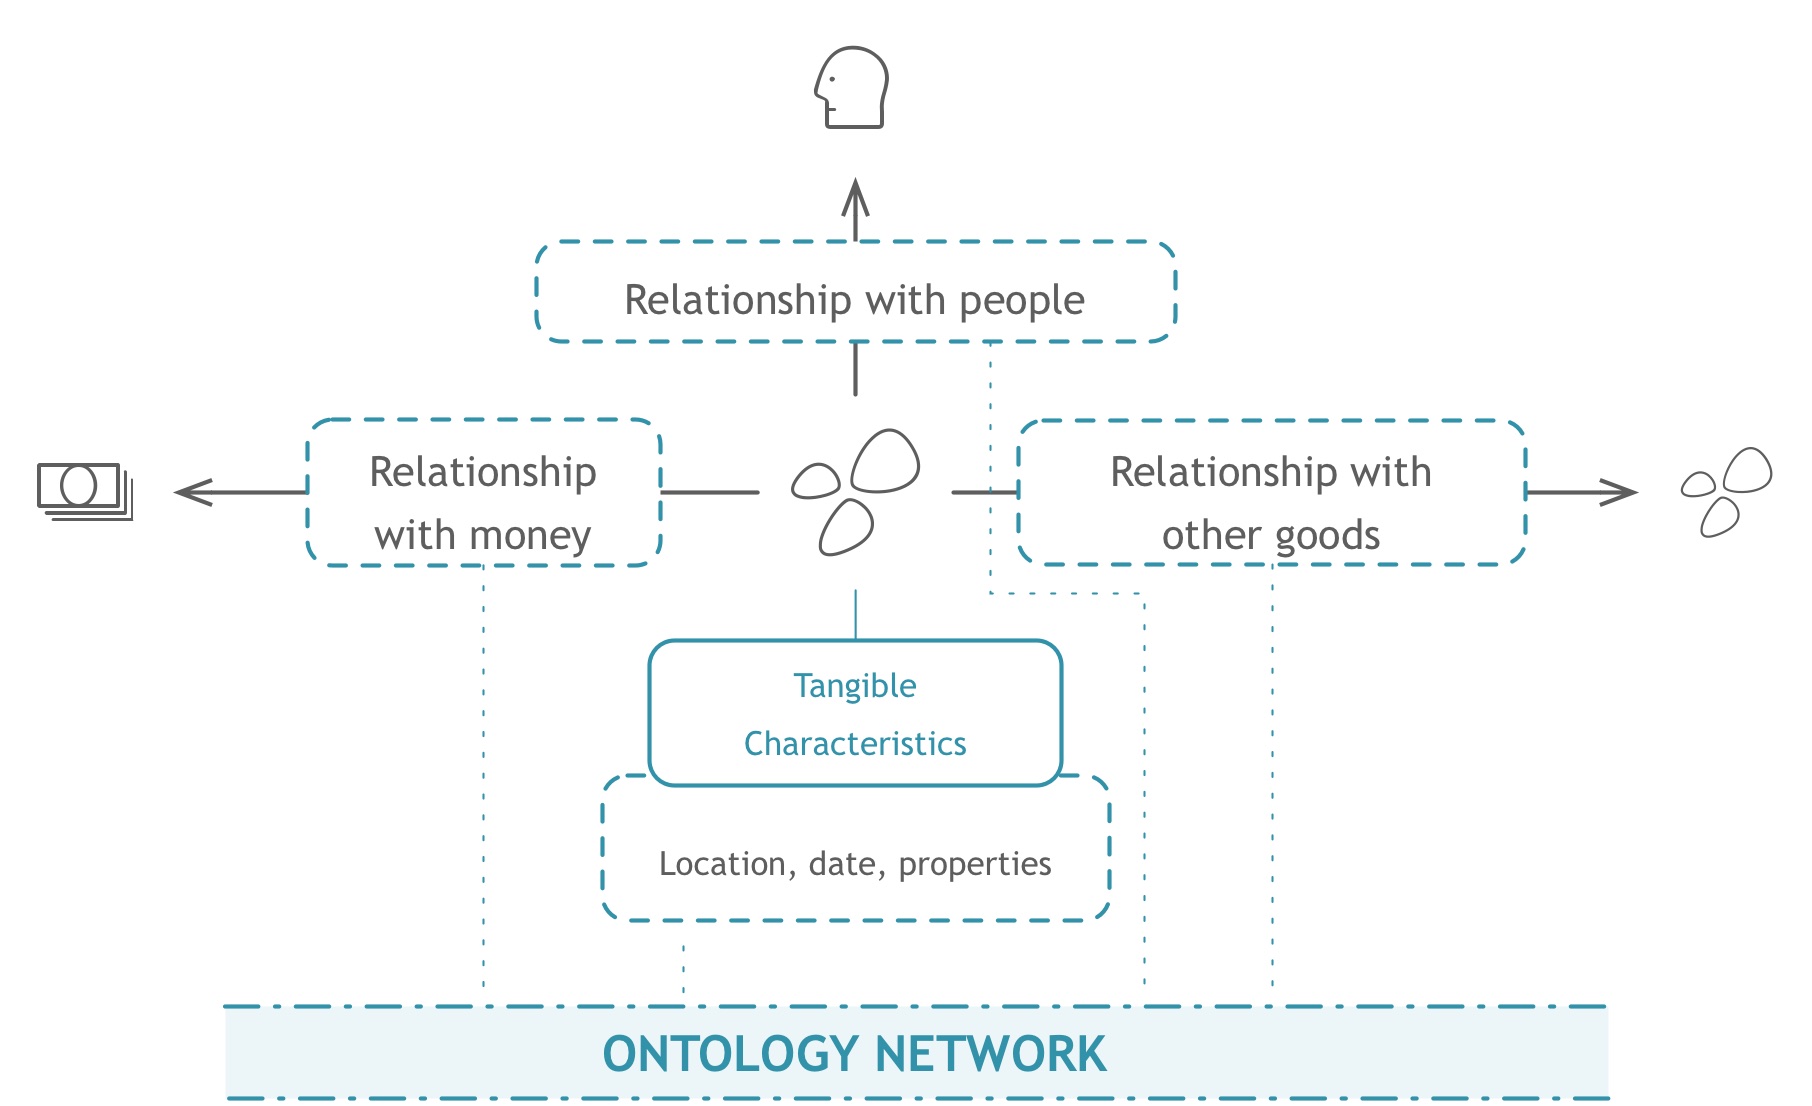 Relationship with people
Relationship
with money
Relationship with
other goods
Tangible
Characteristics
Location, date, properties
ONTOLOGY NETWORK